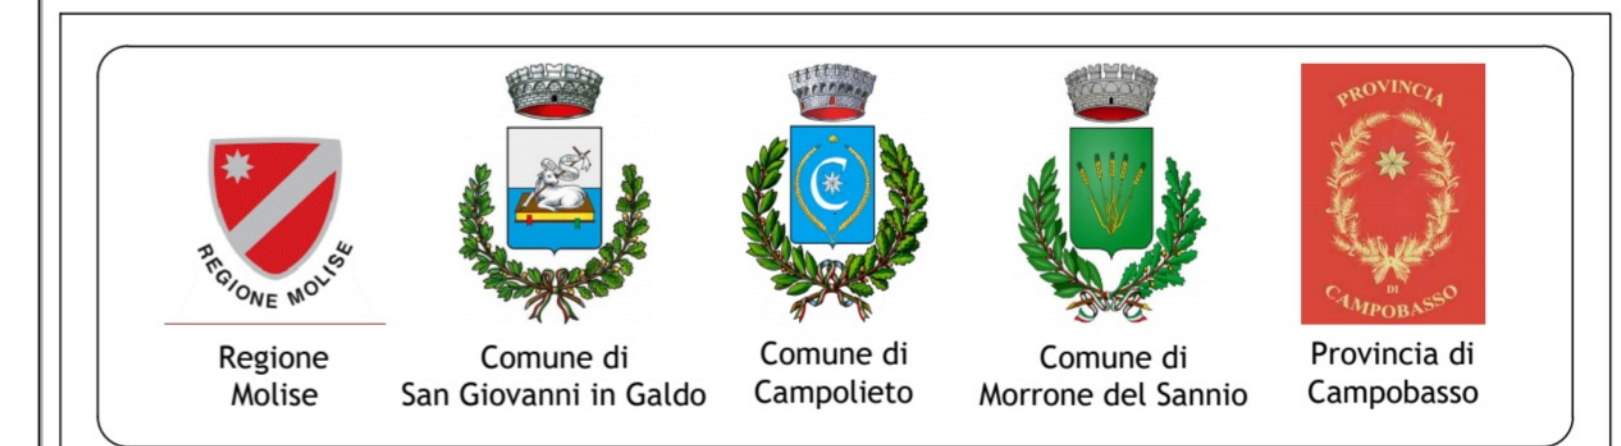 REGIONE MOLISE
Regione
Molise
Comune di
San Giovanni in Galdo
C
Comune di
Campolieto
Comune di
Morrone del Sannio
PROVINCIA
DI
CAMPOBASSO
Provincia di
Campobasso